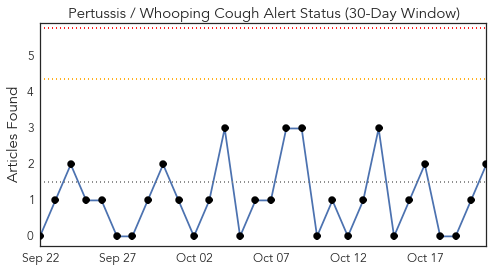 Pertussis / Whooping Cough Alert Status (30-Day Window)
Articles Found
5
4
3
2
1
0
Sep 22 Sep 27 Oct 02 Oct 07 Oct 12 Oct 17